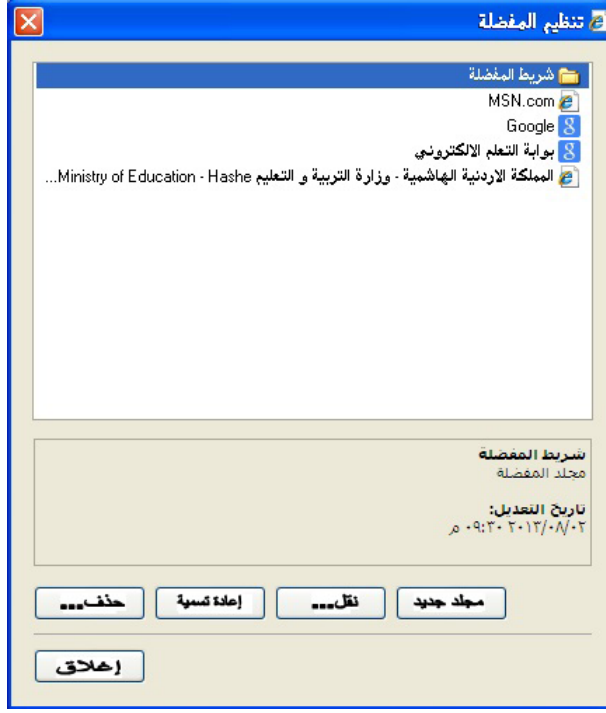 تنظيم المفضلة
شريط المفضلة
MSN.com
Google
بوابة التعلم الالكتروني
المملكة الاردنية الهاشمية - وزارة التربية و التعليم Ministry of Education - Hashe...
شريط المفضلة
مجلد المفضلة
تاريخ التعديل:
٢٠١٣/٠٨/٠٢ ٠٩:٣٠ م
مجلد جديد
نقل...
إعادة تسمية
حذف...
إغلاق